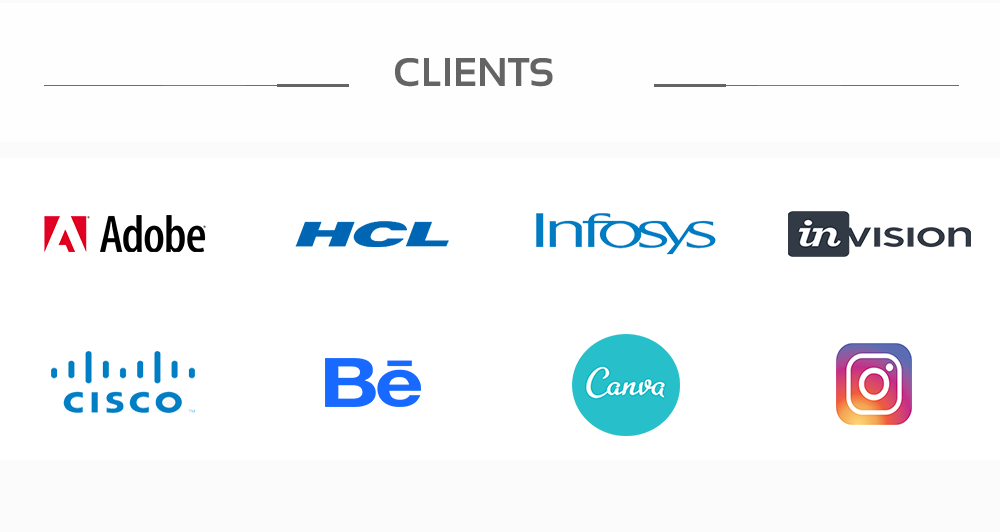 CLIENTS
Adobe
HCL
Infosys
inVISION
CISCO
Bē
Canva